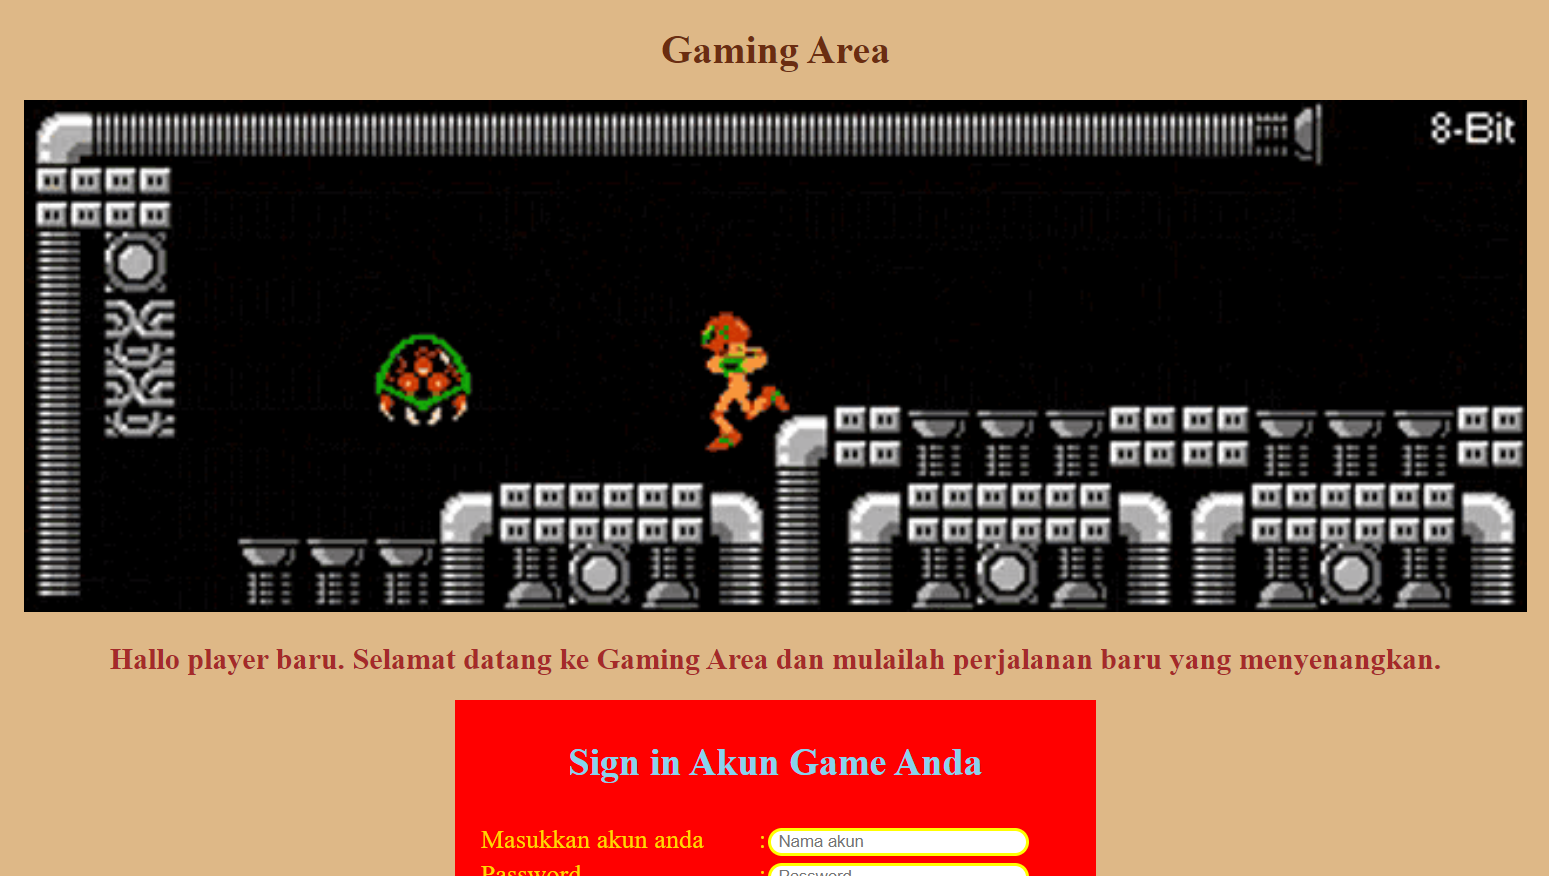 Gaming Area
8-Bit
Hallo player baru. Selamat datang ke Gaming Area dan mulailah perjalanan baru yang menyenangkan.
Sign in Akun Game Anda
Masukkan akun anda : Nama akun
Password : Password